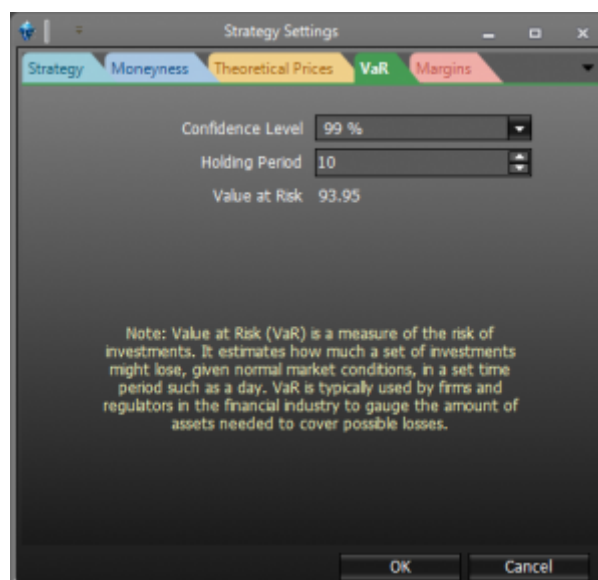 Strategy Settings
Strategy Moneyness Theoretical Prices VaR Margins
Confidence Level 99 %
Holding Period 10
Value at Risk 93.95
Note: Value at Risk (VaR) is a measure of the risk of
investments. It estimates how much a set of investments
might lose, given normal market conditions, in a set time
period such as a day. VaR is typically used by firms and
regulators in the financial industry to gauge the amount of
assets needed to cover possible losses.
OK Cancel